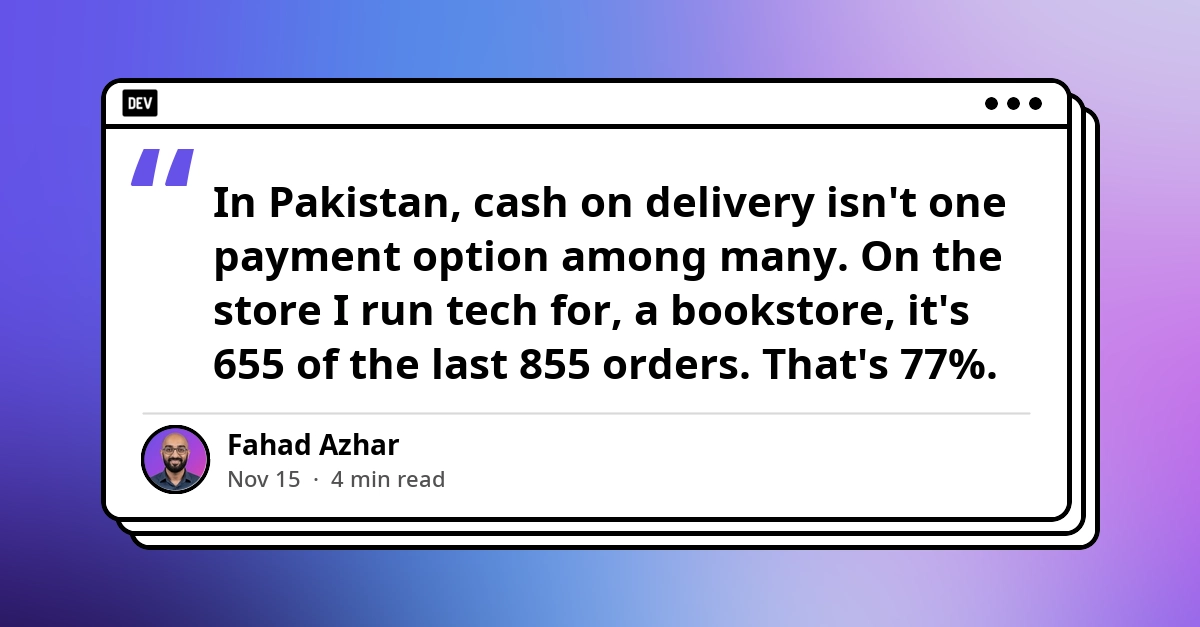 DEV
“
In Pakistan, cash on delivery isn't one
payment option among many. On the
store I run tech for, a bookstore, it's
655 of the last 855 orders. That's 77%.
Fahad Azhar
Nov 15 · 4 min read